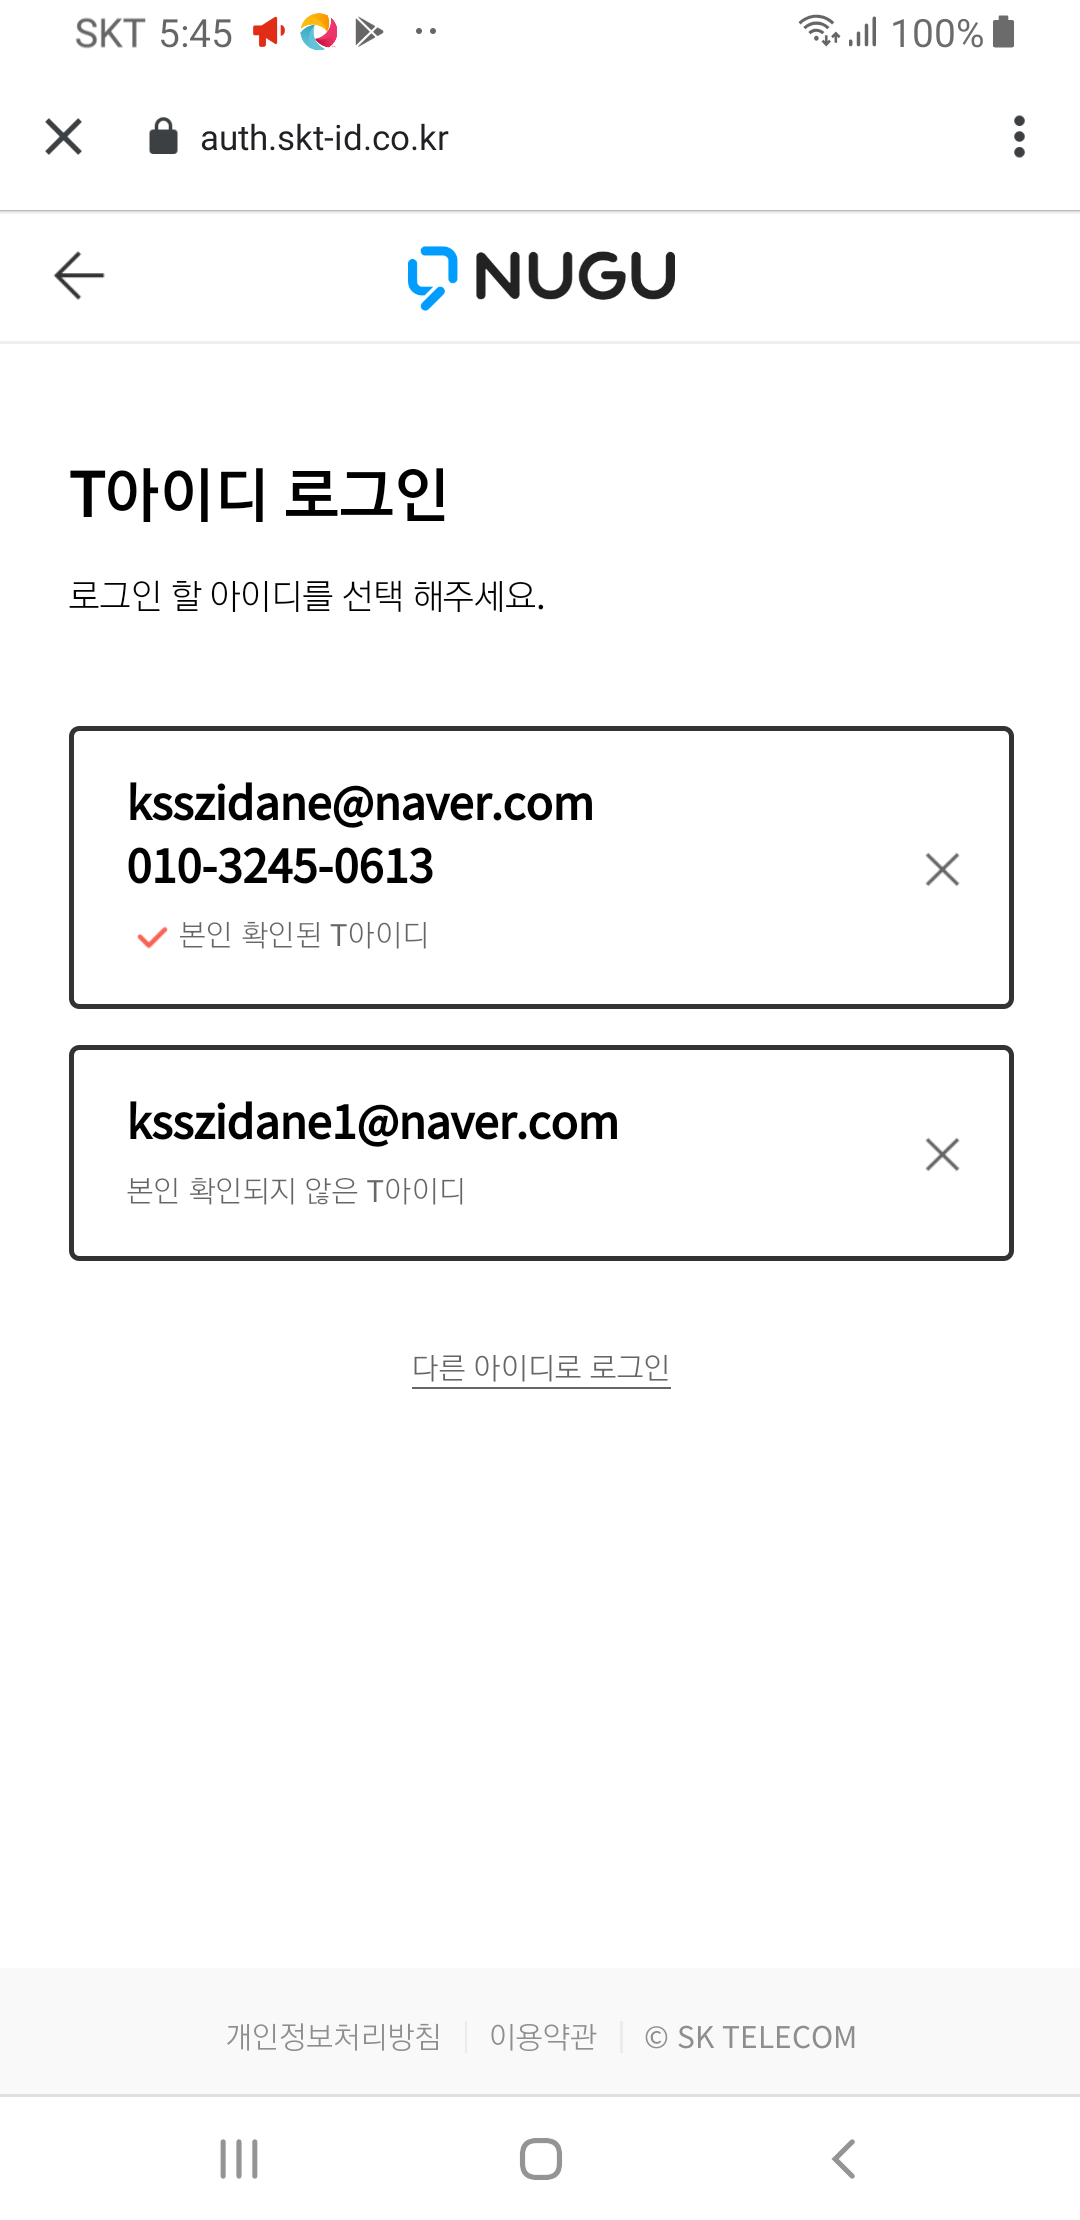 SKT 5:45 100%
auth.skt-id.co.kr
NUGU
T아이디 로그인
로그인 할 아이디를 선택 해주세요.
ksszidane@naver.com
010-3245-0613
본인 확인된 T아이디
ksszidane1@naver.com
본인 확인되지 않은 T아이디
다른 아이디로 로그인
개인정보처리방침 이용약관 © SK TELECOM